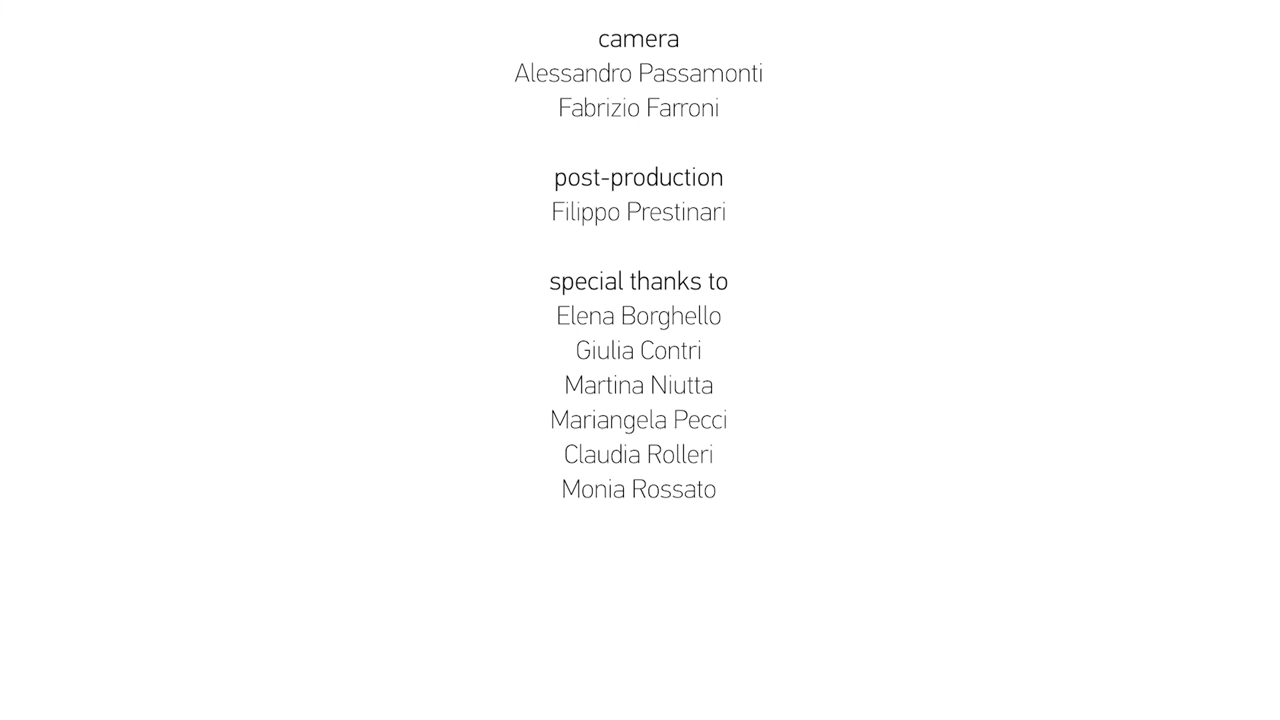 camera
Alessandro Passamonti
Fabrizio Farroni
post-production
Filippo Prestinari
special thanks to
Elena Borghello
Giulia Contri
Martina Niutta
Mariangela Pecci
Claudia Rolleri
Monia Rossato